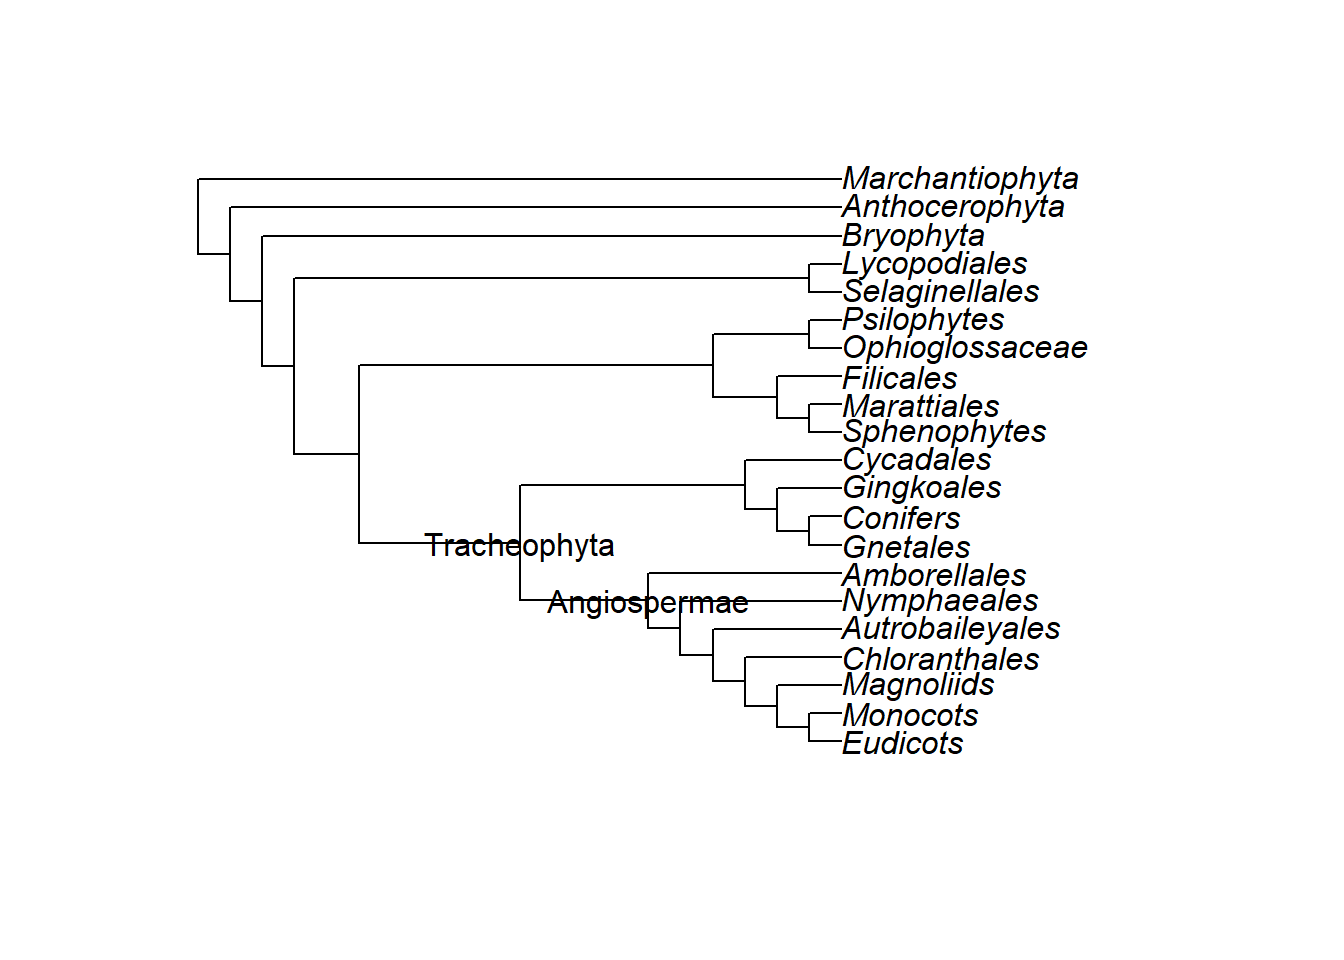 Marchantiophyta
Anthocerophyta
Bryophyta
Lycopodiales
Selaginellales
Psilophytes
Ophioglossaceae
Filicales
Marattiales
Sphenophytes
Cycadales
Gingkoales
Conifers
Tracheophyta
Gnetales
Amborellales
Angiospermae
Nymphaeales
Autrobaileyales
Chloranthales
Magnoliids
Monocots
Eudicots